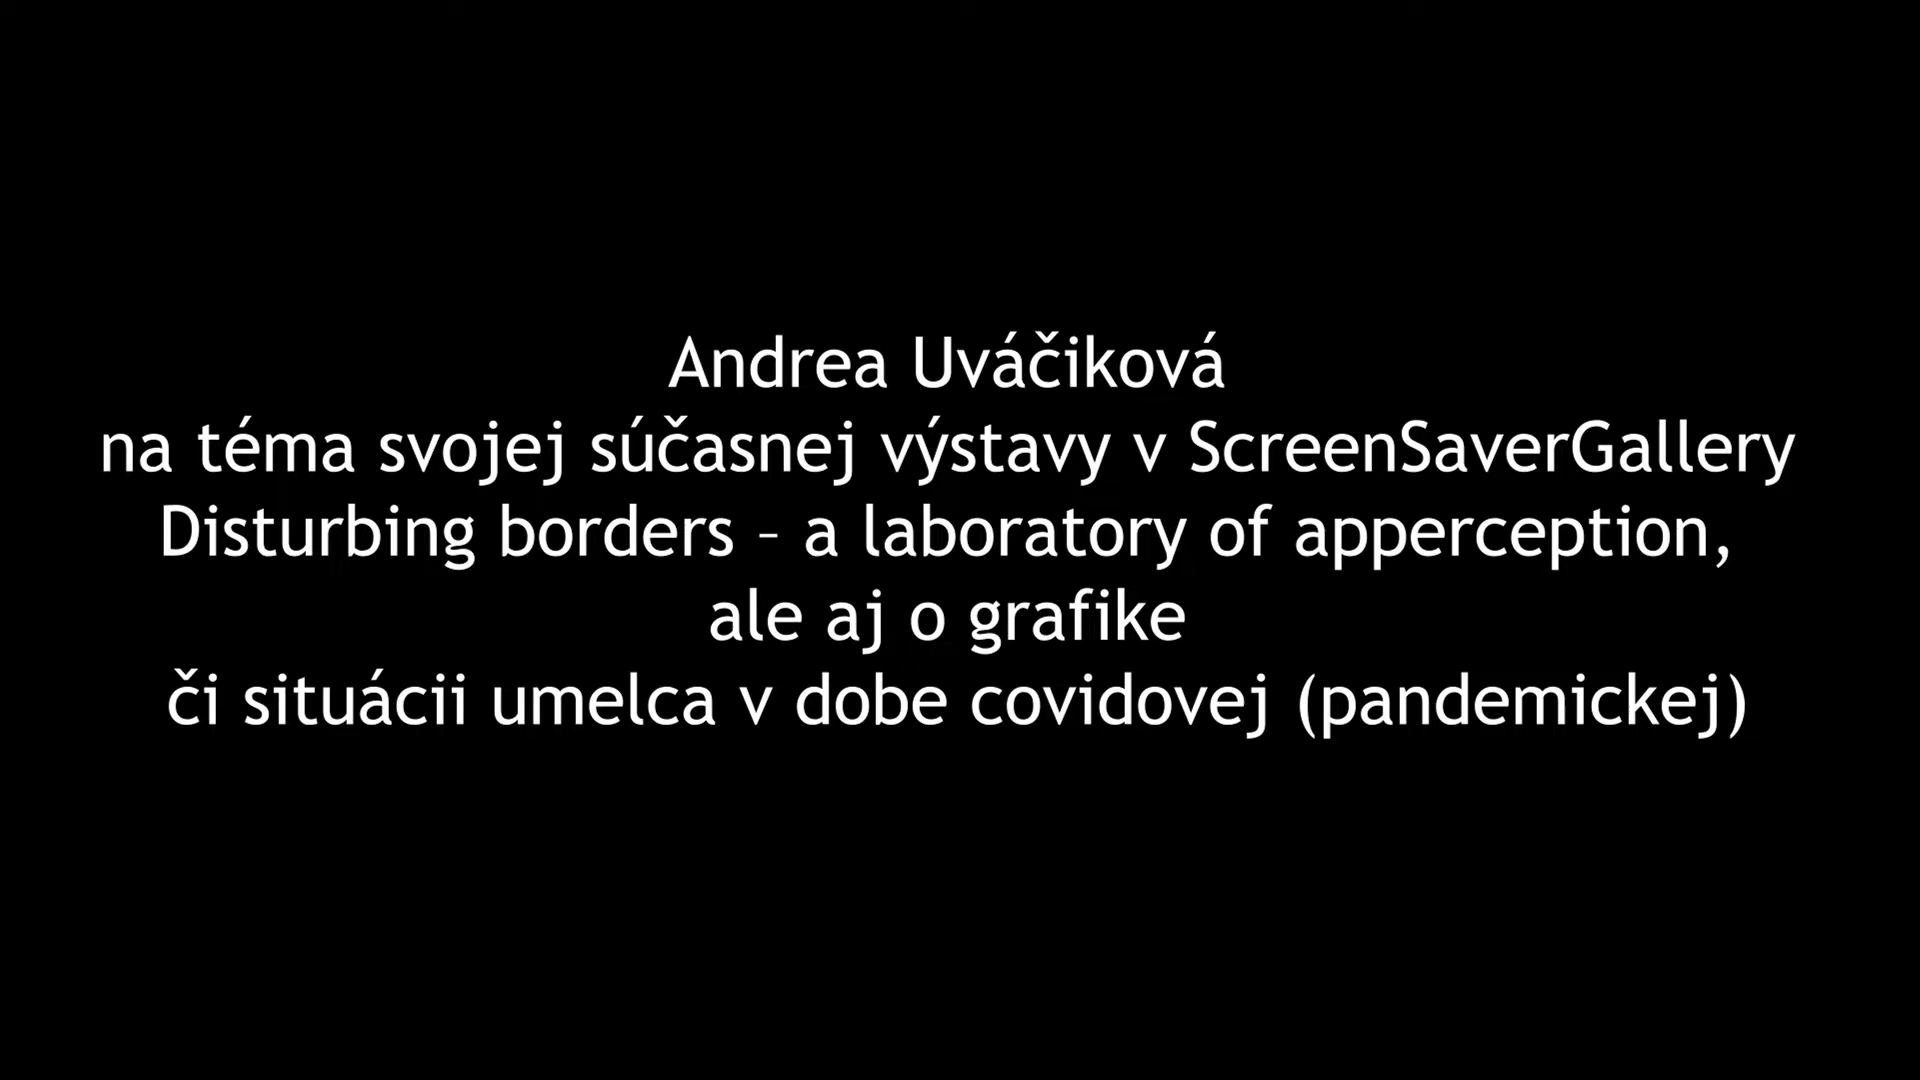 Andrea Uváčiková
na téma svojej súčasnej výstavy v ScreenSaverGallery
Disturbing borders – a laboratory of apperception,
ale aj o grafike
či situácii umelca v dobe covidovej (pandemickej)